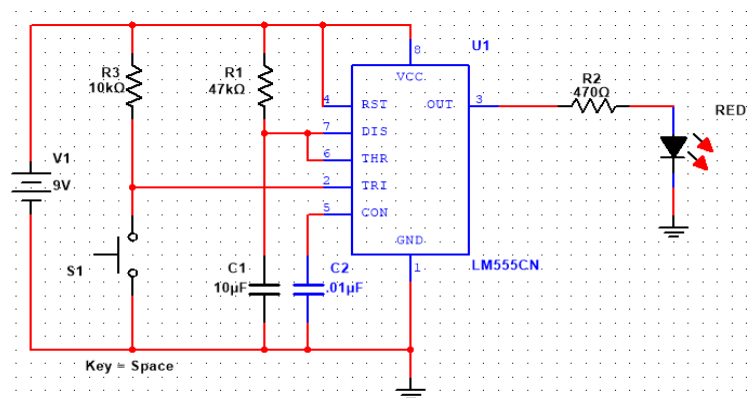 U1
8
VCC
R3
10kΩ
R1
47kΩ
R2
470Ω
4
RST
OUT
3
RED
7
DIS
6
THR
V1
9V
2
TRI
5
CON
GND
1
LM555CN
S1
C1
10µF
C2
.01µF
Key = Space